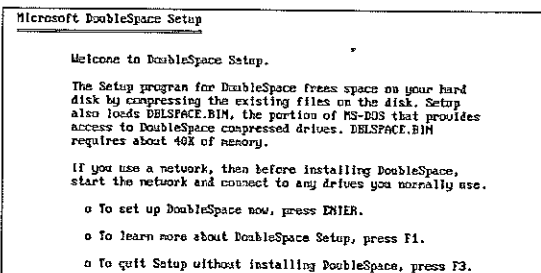 Microsoft DoubleSpace Setup
Welcome to DoubleSpace Setup.
The Setup program for DoubleSpace frees space on your hard
disk by compressing the existing files on the disk. Setup
also loads DBLSPACE.BIN, the portion of MS-DOS that provides
access to DoubleSpace compressed drives. DBLSPACE.BIN
requires about 40K of memory.
If you use a network, then before installing DoubleSpace,
start the network and connect to any drives you normally use.
o To set up DoubleSpace now, press ENTER.
o To learn more about DoubleSpace Setup, press F1.
o To quit Setup without installing DoubleSpace, press F3.